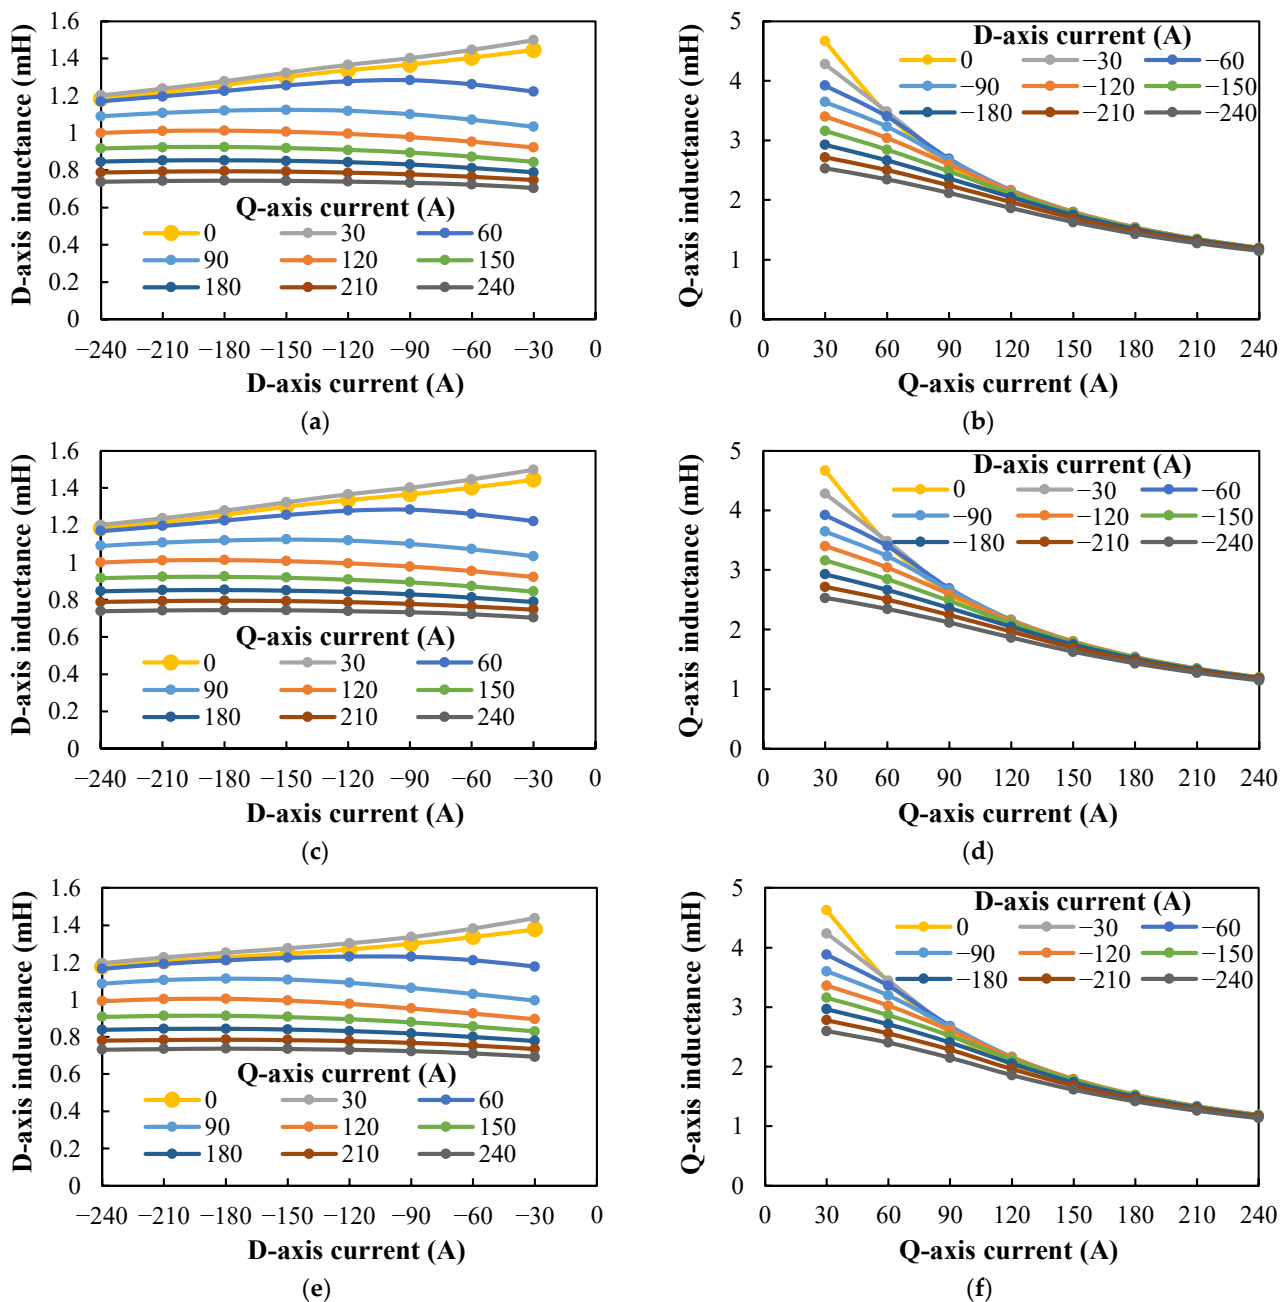 D-axis inductance (mH)
1.6
1.4
1.2
1
0.8
0.6
0.4
0.2
0
Q-axis current (A)
0 30 60
90 120 150
180 210 240
−240 −210 −180 −150 −120 −90 −60 −30 0
D-axis current (A)
(a)
Q-axis inductance (mH)
5
4
3
2
1
0
D-axis current (A)
0 −30 −60
−90 −120 −150
−180 −210 −240
0 30 60 90 120 150 180 210 240
Q-axis current (A)
(b)
D-axis inductance (mH)
1.6
1.4
1.2
1
0.8
0.6
0.4
0.2
0
Q-axis current (A)
0 30 60
90 120 150
180 210 240
−240 −210 −180 −150 −120 −90 −60 −30 0
D-axis current (A)
(c)
Q-axis inductance (mH)
5
4
3
2
1
0
D-axis current (A)
0 −30 −60
−90 −120 −150
−180 −210 −240
0 30 60 90 120 150 180 210 240
Q-axis current (A)
(d)
D-axis inductance (mH)
1.6
1.4
1.2
1
0.8
0.6
0.4
0.2
0
Q-axis current (A)
0 30 60
90 120 150
180 210 240
−240 −210 −180 −150 −120 −90 −60 −30 0
D-axis current (A)
(e)
Q-axis inductance (mH)
5
4
3
2
1
0
D-axis current (A)
0 −30 −60
−90 −120 −150
−180 −210 −240
0 30 60 90 120 150 180 210 240
Q-axis current (A)
(f)